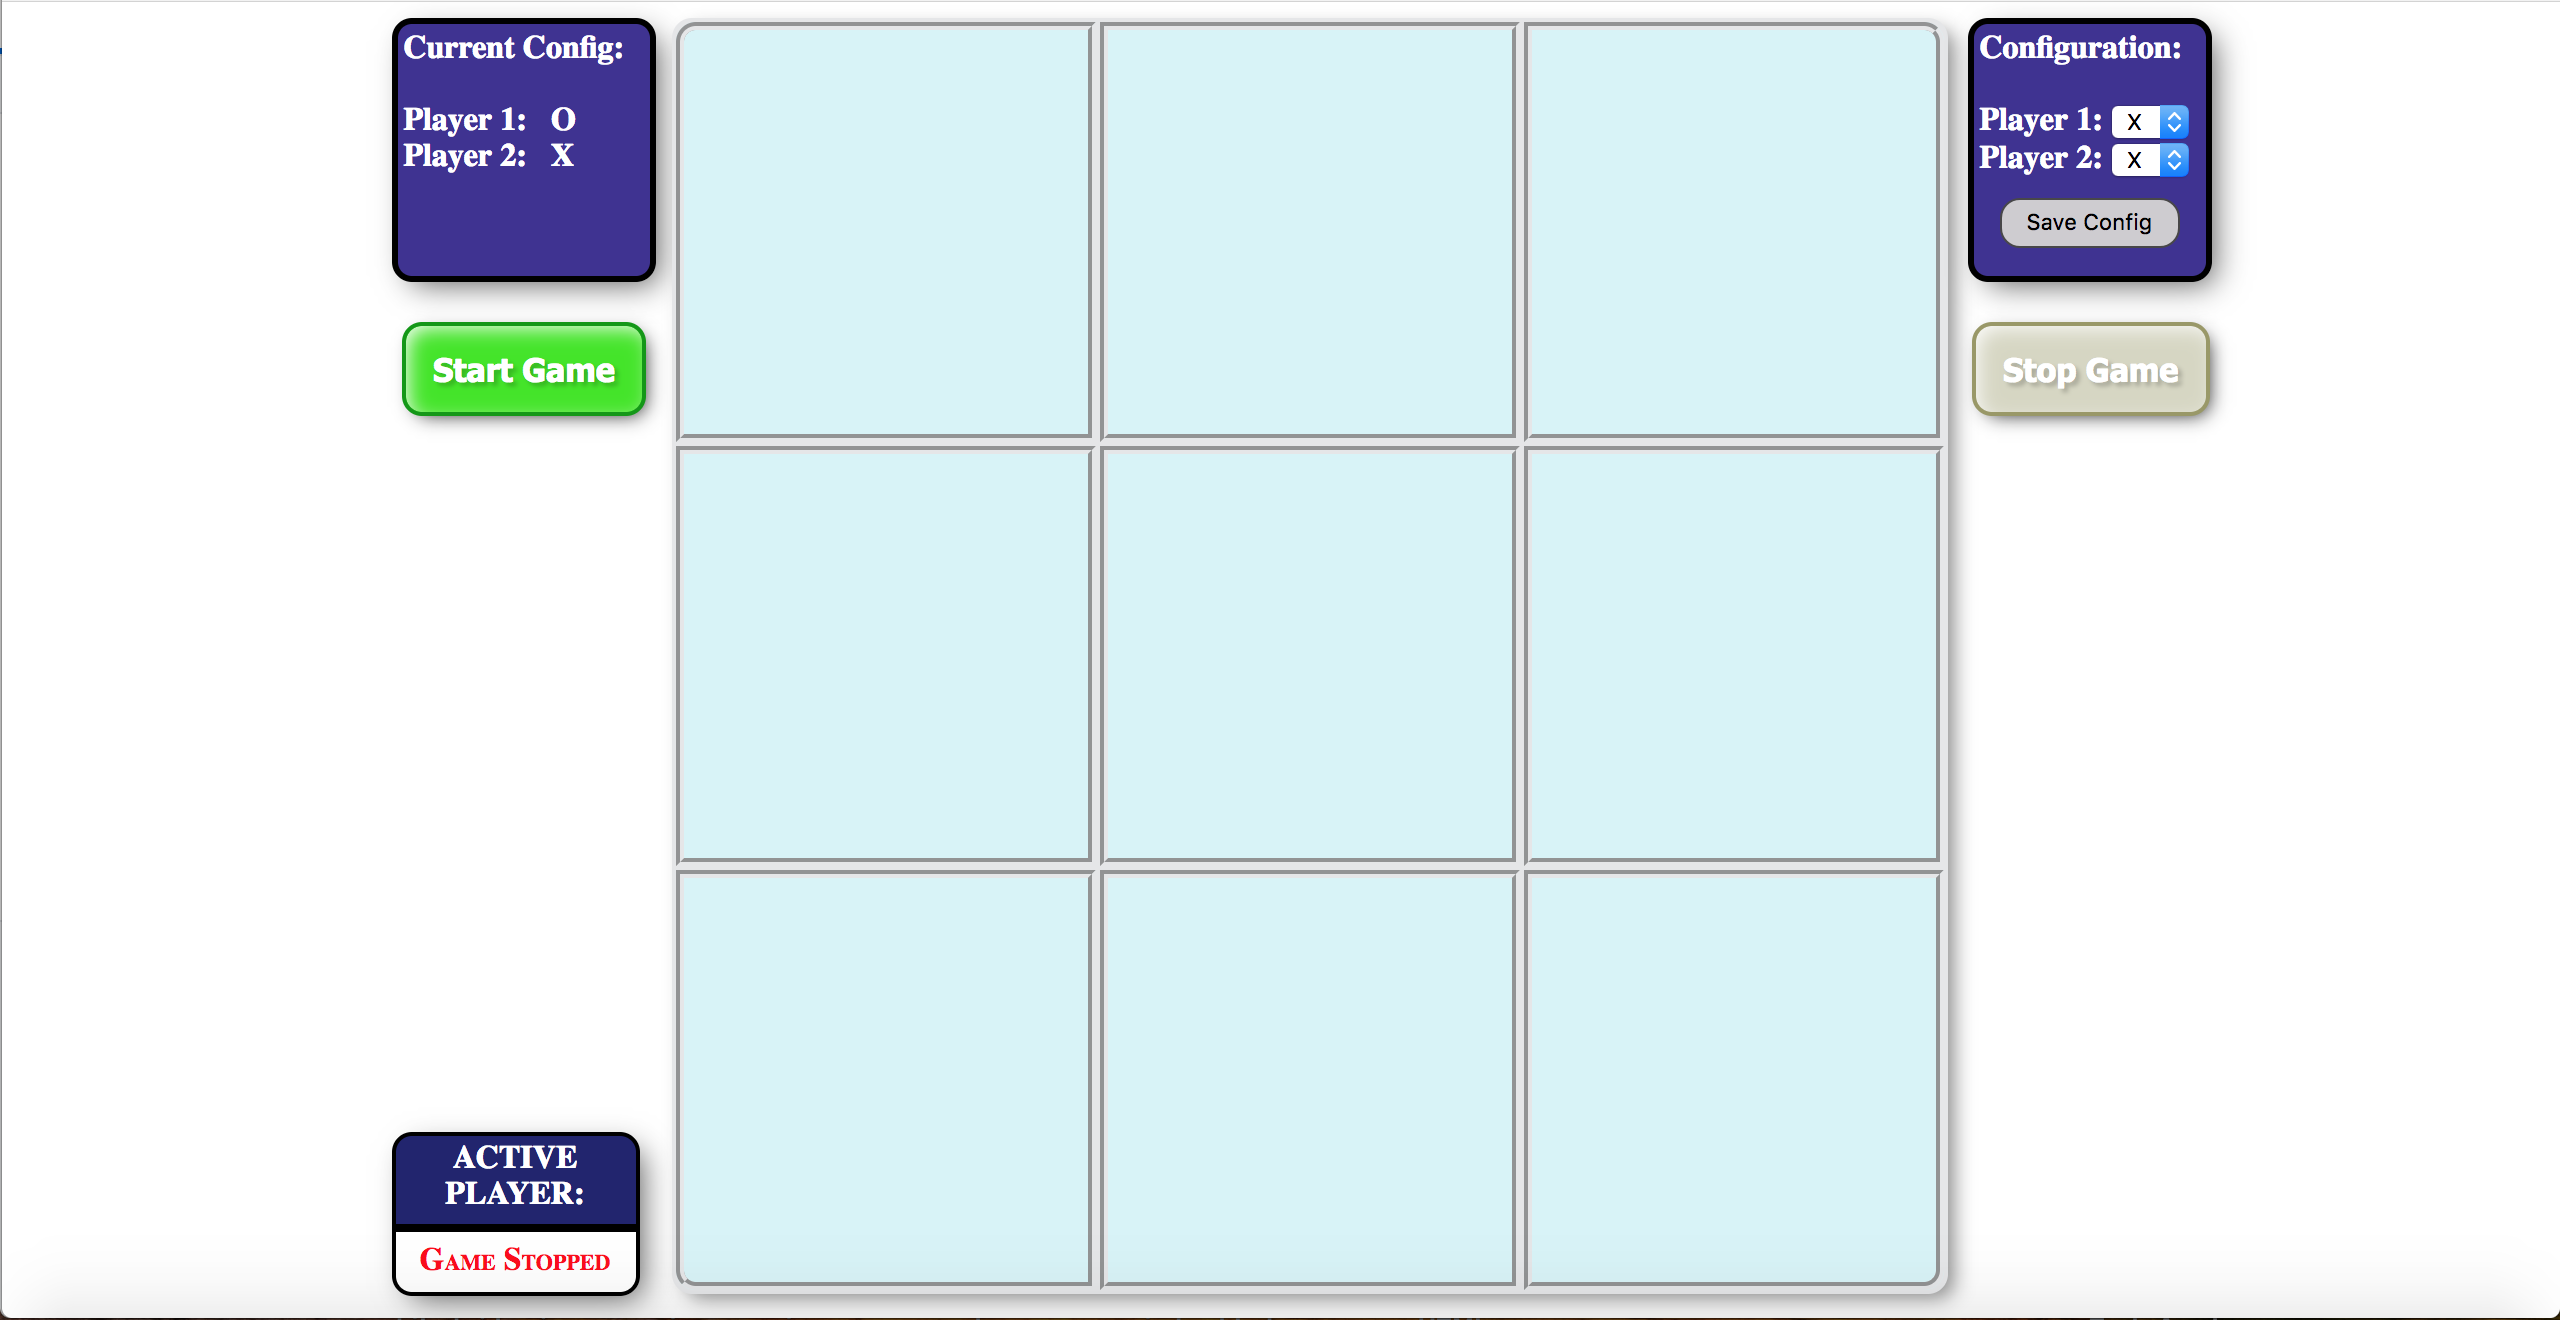 Current Config:
Player 1: O
Player 2: X
Start Game
ACTIVE
PLAYER:
Game Stopped
Configuration:
Player 1: X
Player 2: X
Save Config
Stop Game